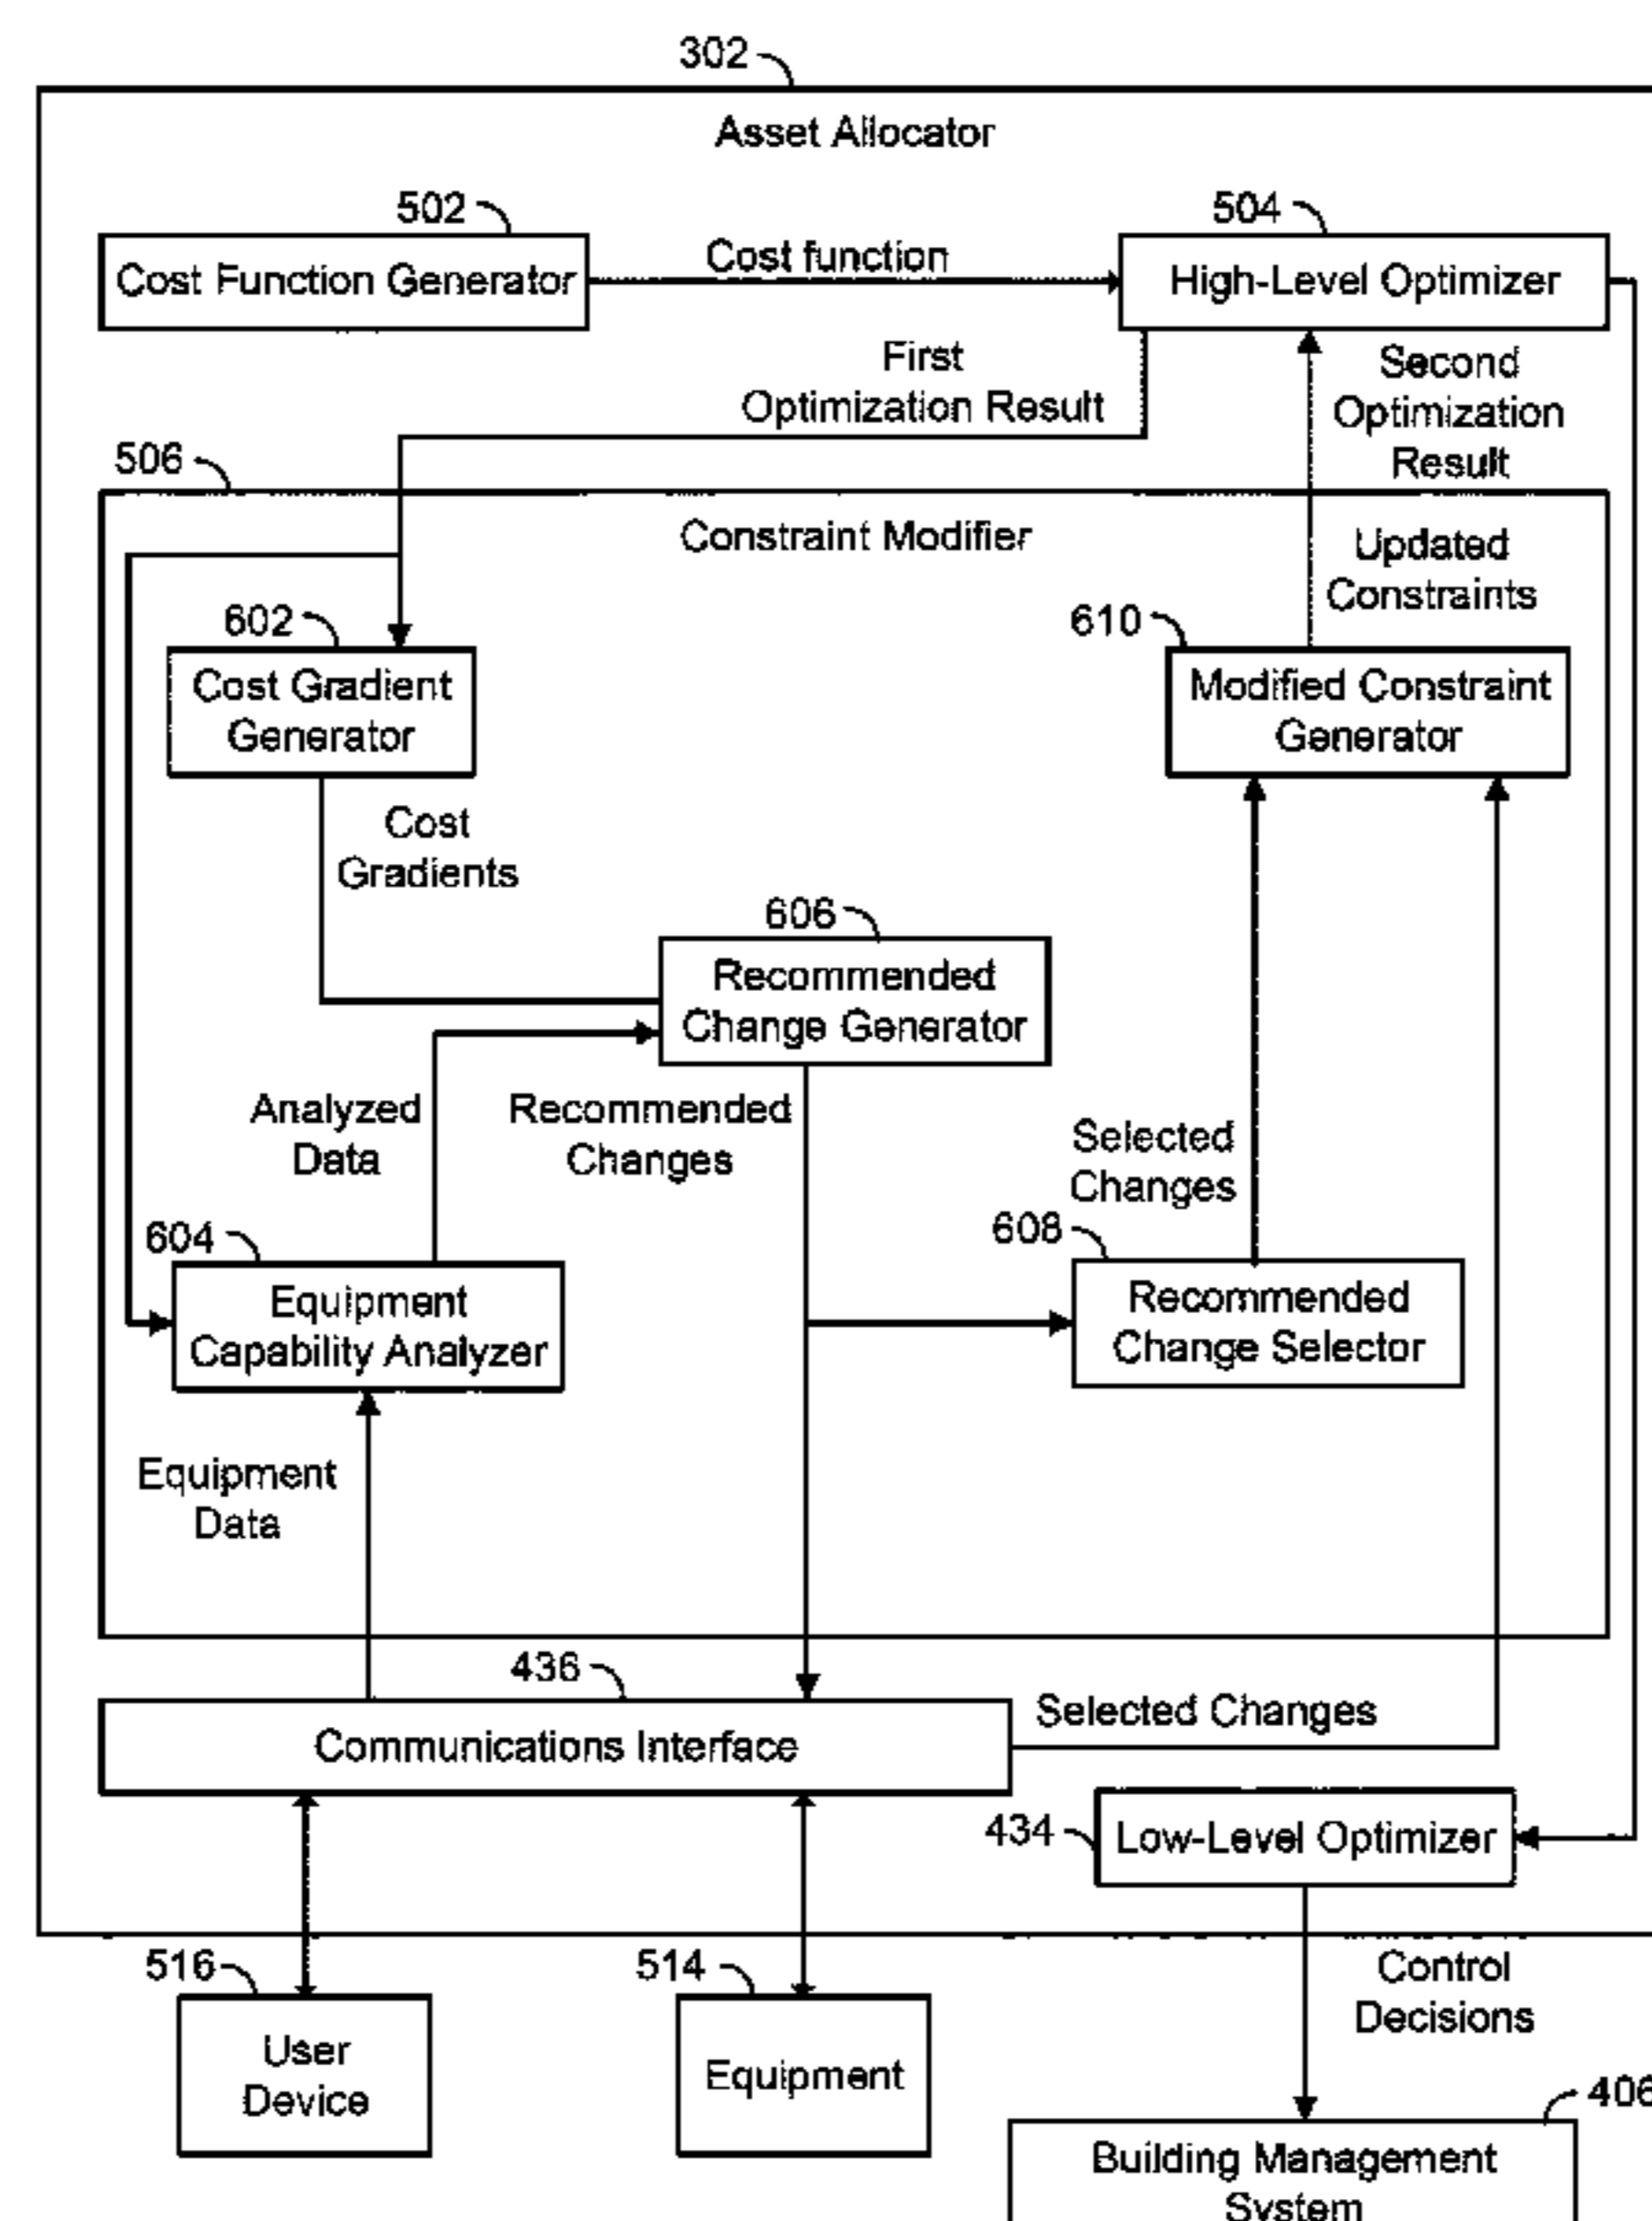 302
Asset Allocator
502
504
Cost Function Generator
Cost function
High-Level Optimizer
First
Optimization Result
Second
Optimization
Result
506
Constraint Modifier
Updated
Constraints
602
610
Cost Gradient
Generator
Modified Constraint
Generator
Cost
Gradients
606
Recommended
Change Generator
Analyzed
Data
Recommended
Changes
Selected
Changes
604
608
Equipment
Capability Analyzer
Recommended
Change Selector
Equipment
Data
436
Communications Interface
Selected Changes
434
Low-Level Optimizer
516
514
Control
Decisions
User
Device
Equipment
406
Building Management
System